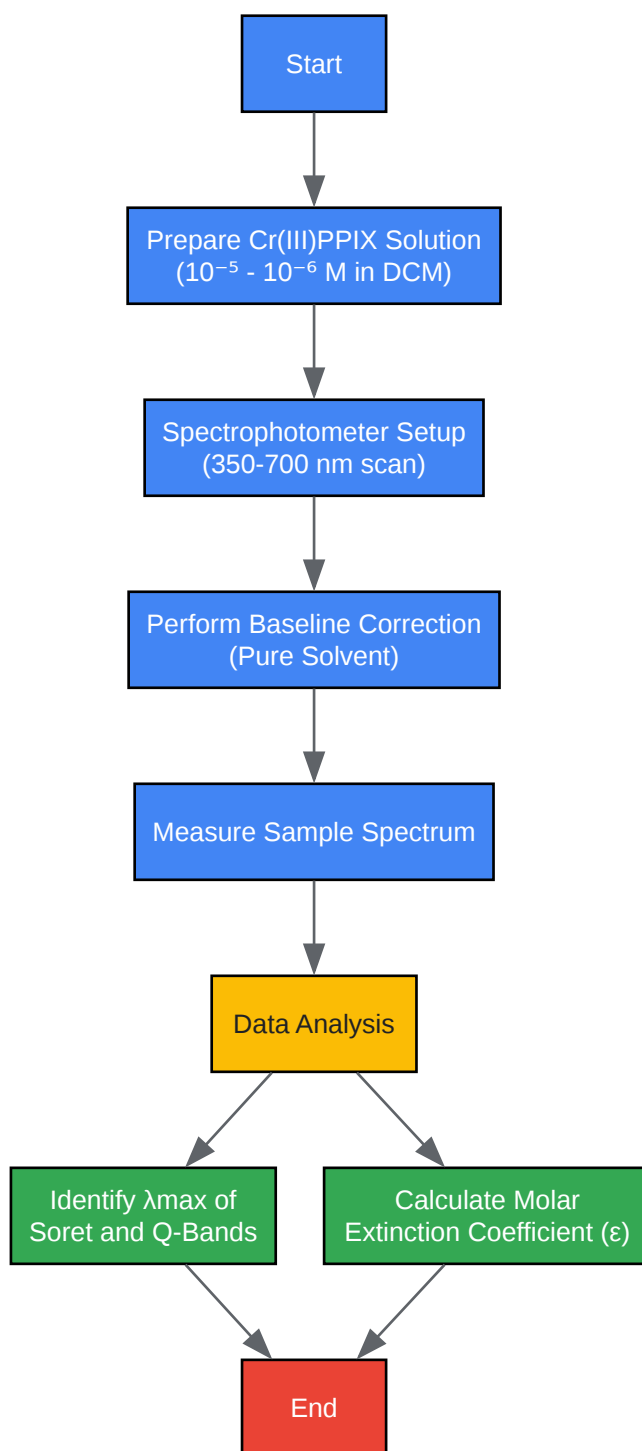 Start
Prepare Cr(III)PPIX Solution
(10⁻⁵ - 10⁻⁶ M in DCM)
Spectrophotometer Setup
(350-700 nm scan)
Perform Baseline Correction
(Pure Solvent)
Measure Sample Spectrum
Data Analysis
Identify λmax of
Soret and Q-Bands
Calculate Molar
Extinction Coefficient (ε)
End